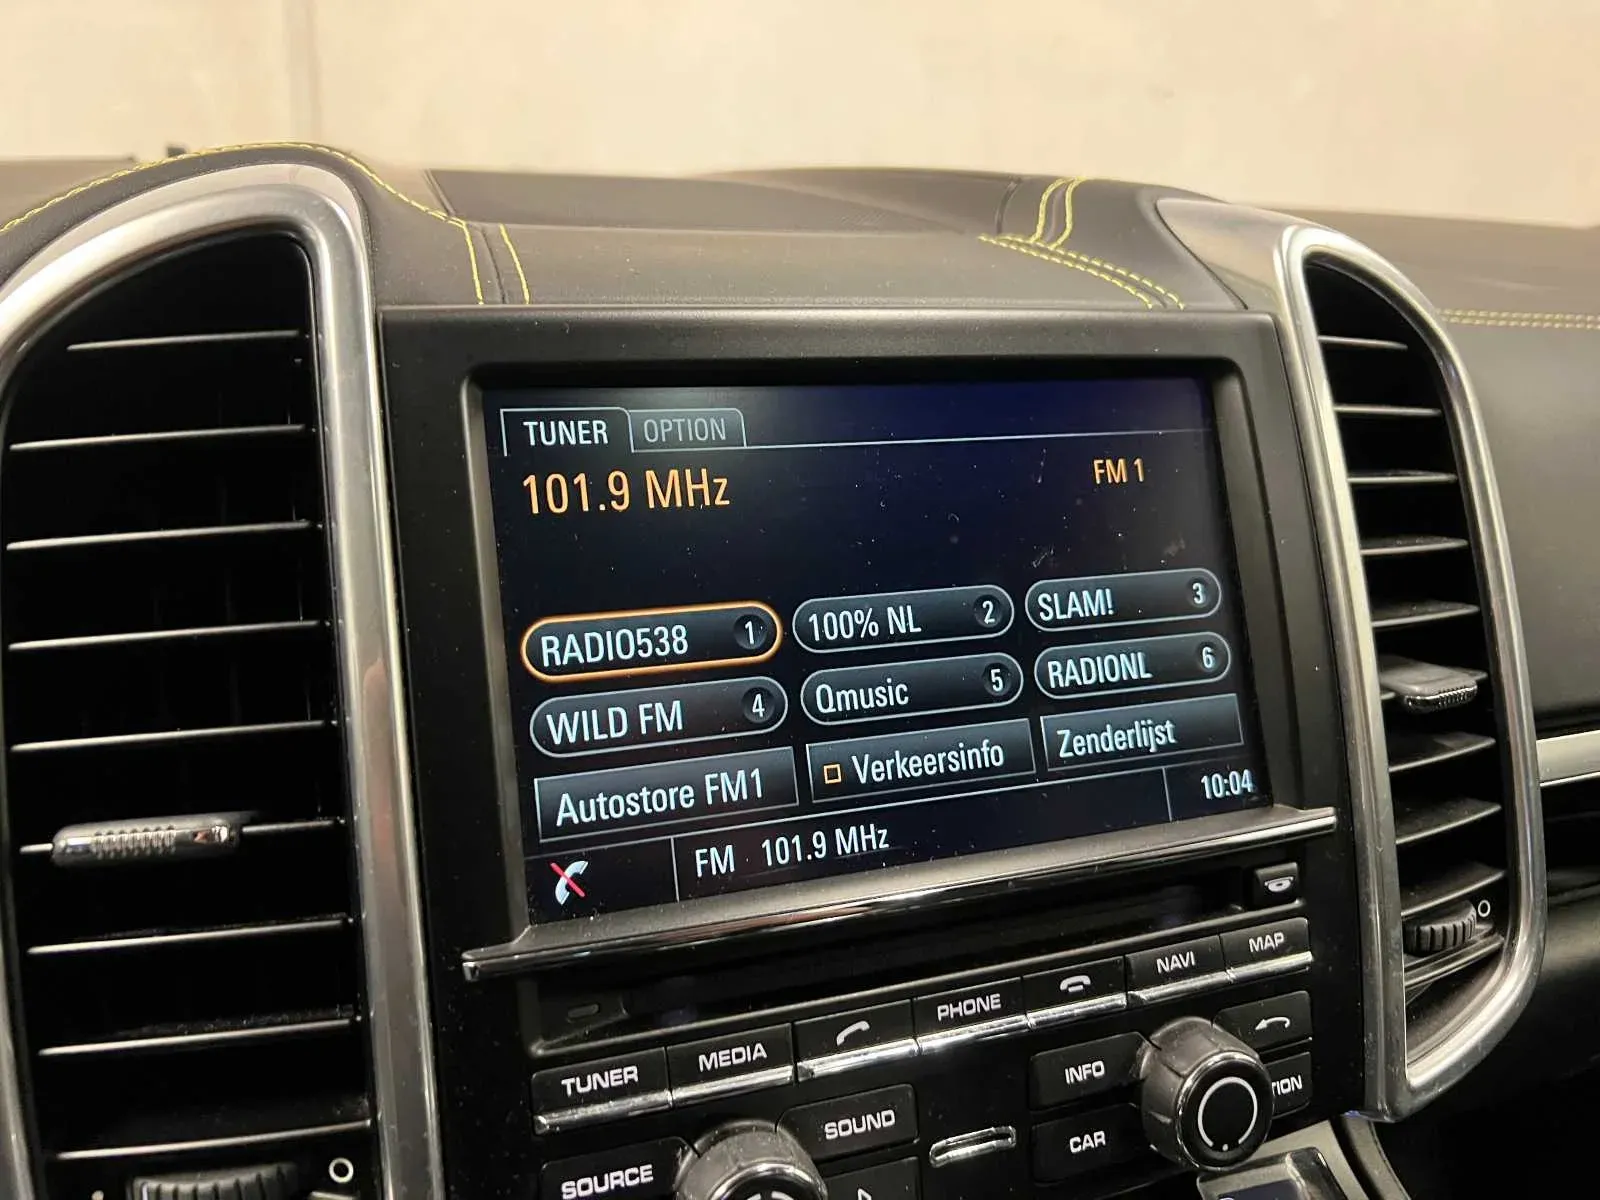 TUNER OPTION
101.9 MHz FM 1
RADIO538 1 100% NL 2 SLAM! 3
WILD FM 4 Qmusic 5 RADIONL 6
Autostore FM1 Verkeersinfo Zenderlijst
FM 101.9 MHz 10:04
TUNER MEDIA PHONE NAVI MAP
SOURCE SOUND INFO
CAR